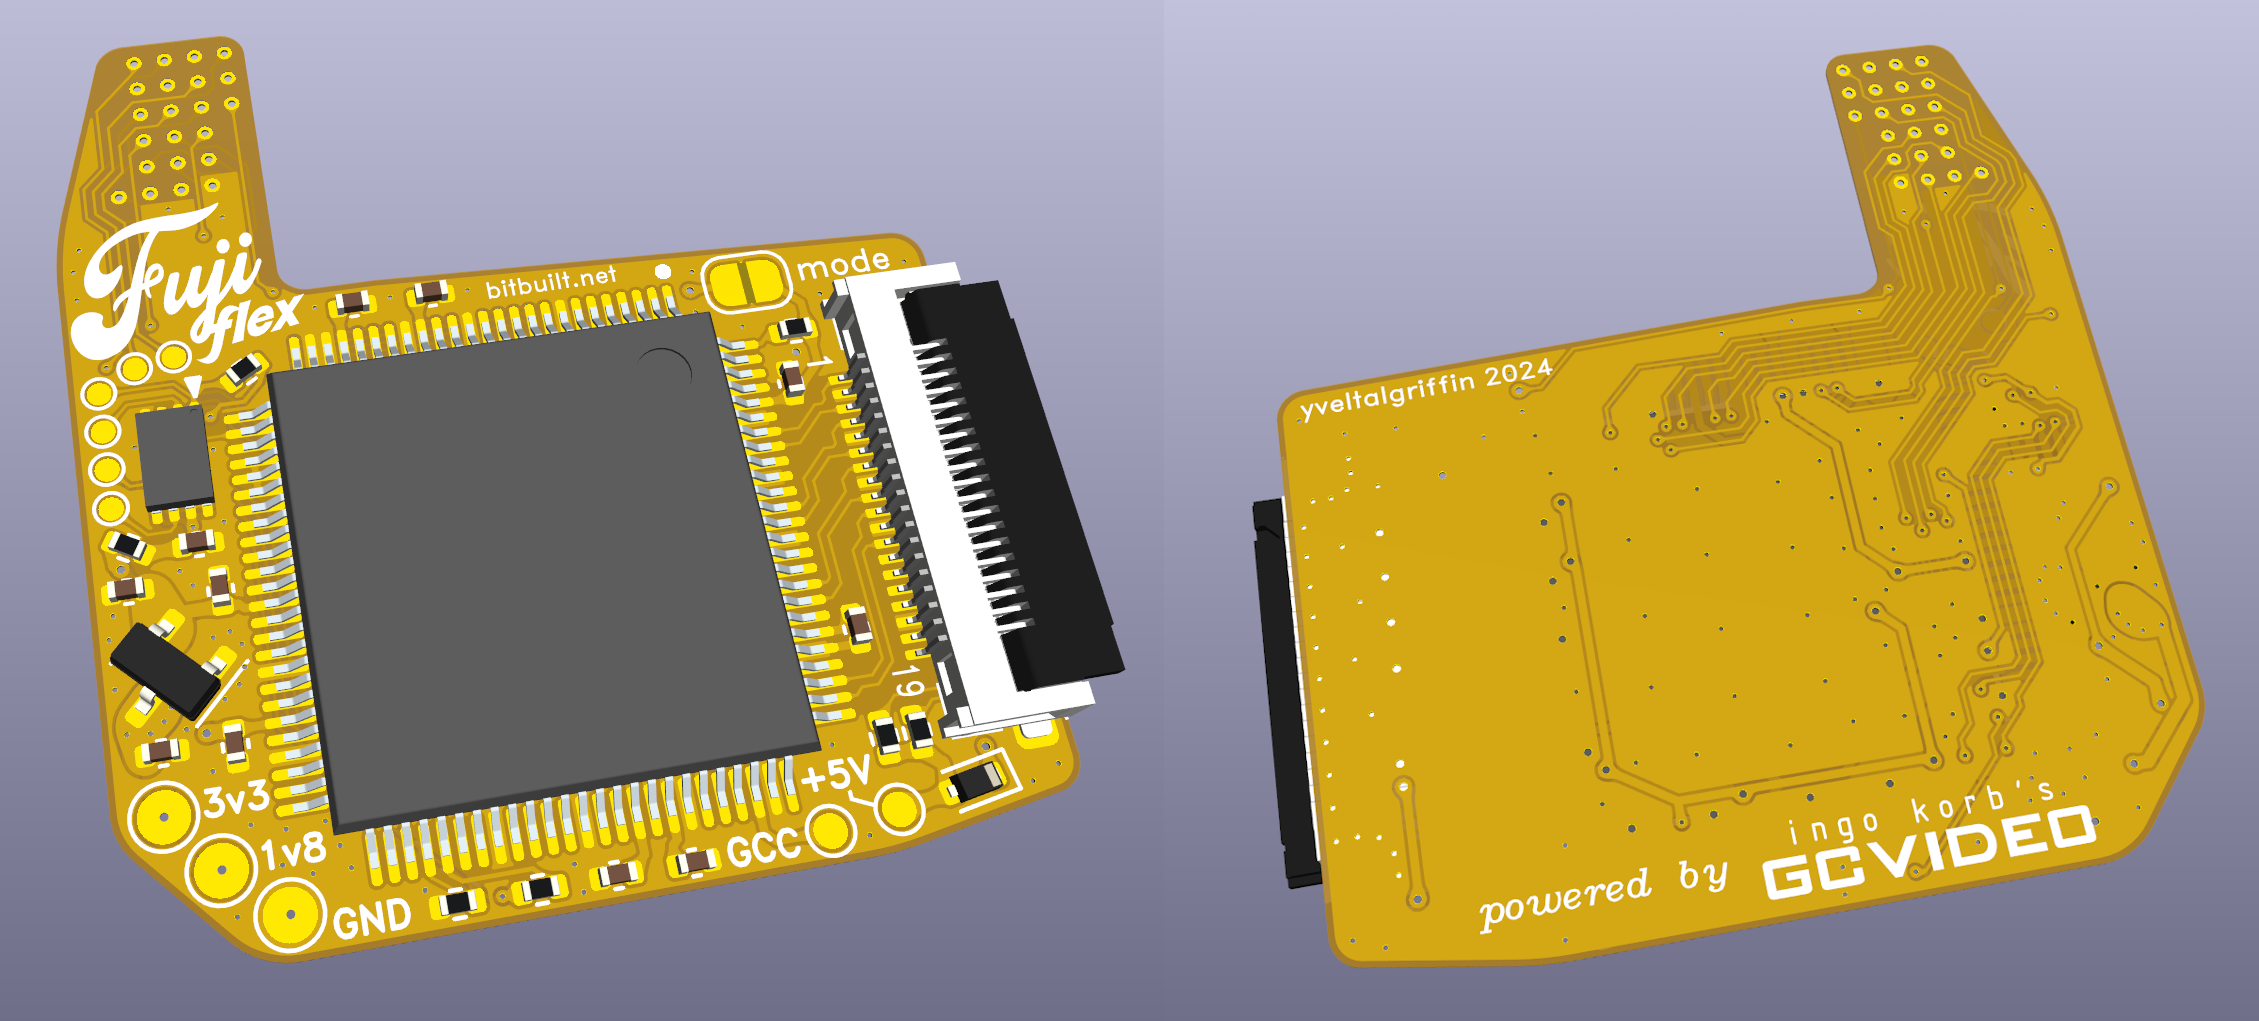 Fuji
flex
bitbuilt.net
mode
1
19
3v3
1v8
GND
+5V
GCC
yveltalgriffin 2024
ingo korb's
powered by GCVIDEO